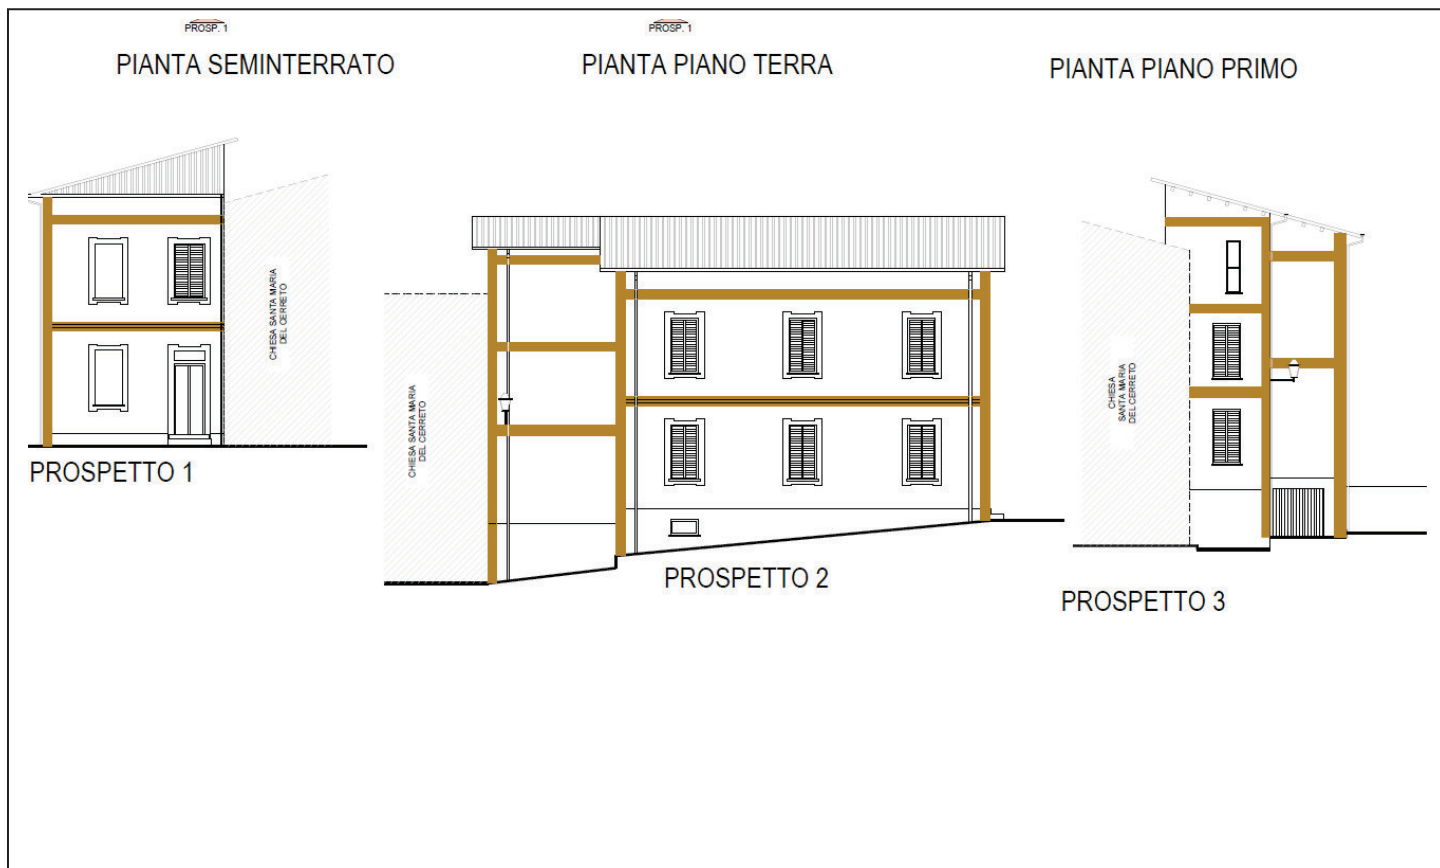 PROSP. 1
PROSP. 1
PIANTA SEMINTERRATO
PIANTA PIANO TERRA
PIANTA PIANO PRIMO
CHIESA SANTA MARIA
DEL CERRETO
PROSPETTO 1
CHIESA SANTA MARIA
DEL CERRETO
PROSPETTO 2
CHIESA
SANTA MARIA
DEL CERRETO
PROSPETTO 3